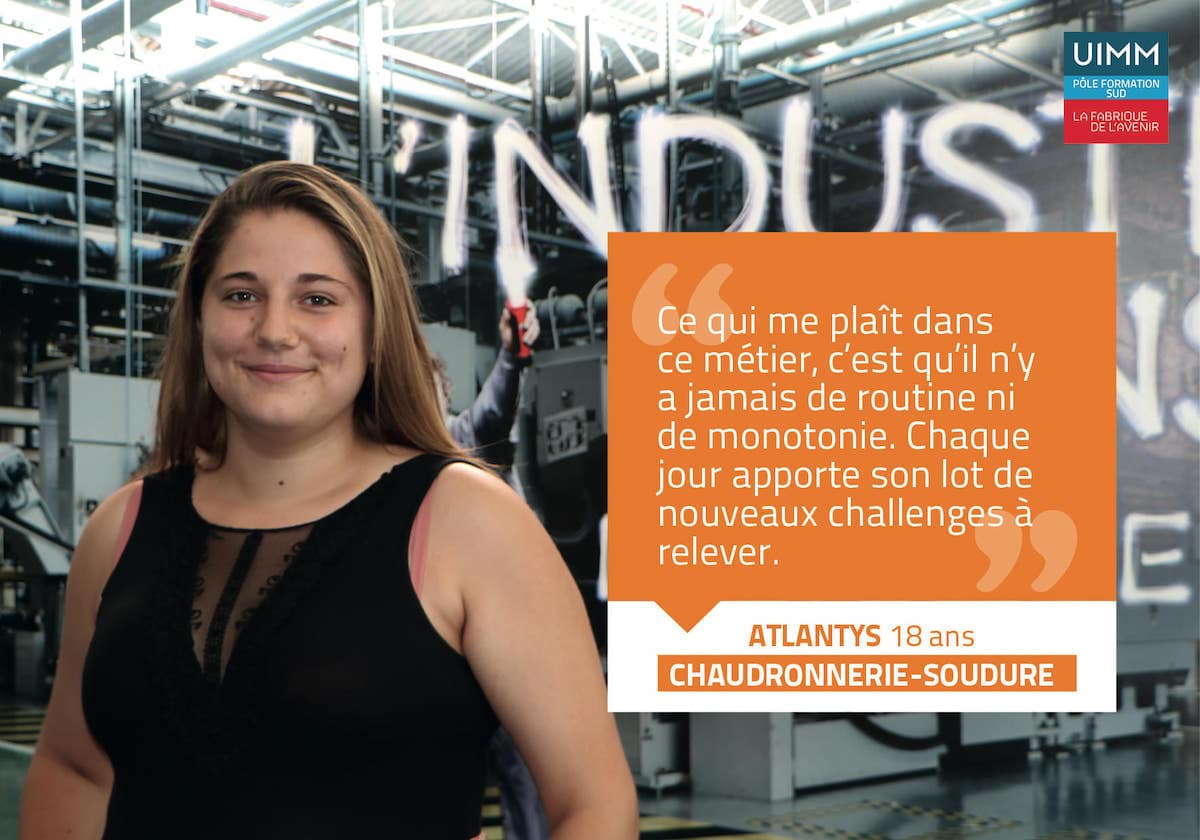 UIMM
PÔLE FORMATION
SUD
LA FABRIQUE
DE L'AVENIR
L'INDUST
“
Ce qui me plaît dans
ce métier, c’est qu’il n’y
a jamais de routine ni
de monotonie. Chaque
jour apporte son lot de
nouveaux challenges à
relever.
”
ATLANTYS 18 ans
CHAUDRONNERIE-SOUDURE